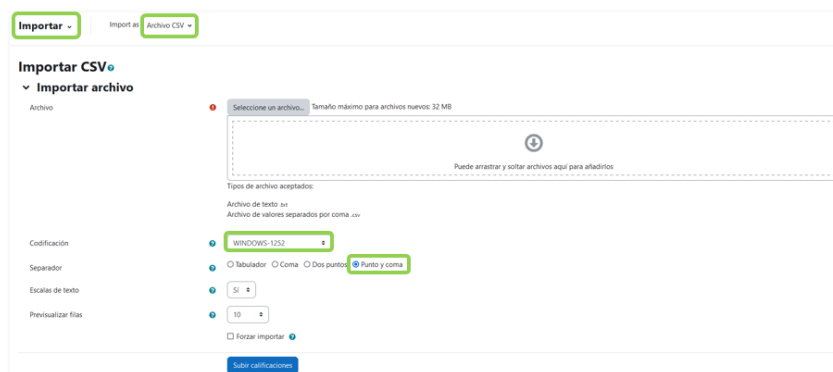 Importar
Import as Archivo CSV
Importar CSV
Importar archivo
Archivo
Seleccione un archivo... Tamaño máximo para archivos nuevos: 32 MB
Puede arrastrar y soltar archivos aquí para añadirlos
Tipos de archivo aceptados:
Archivo de texto .txt
Archivo de valores separados por coma .csv
Codificación WINDOWS-1252
Separador Tabulador Coma Dos puntos Punto y coma
Escalas de texto Sí
Previsualizar filas 10
Forzar importar
Subir calificaciones